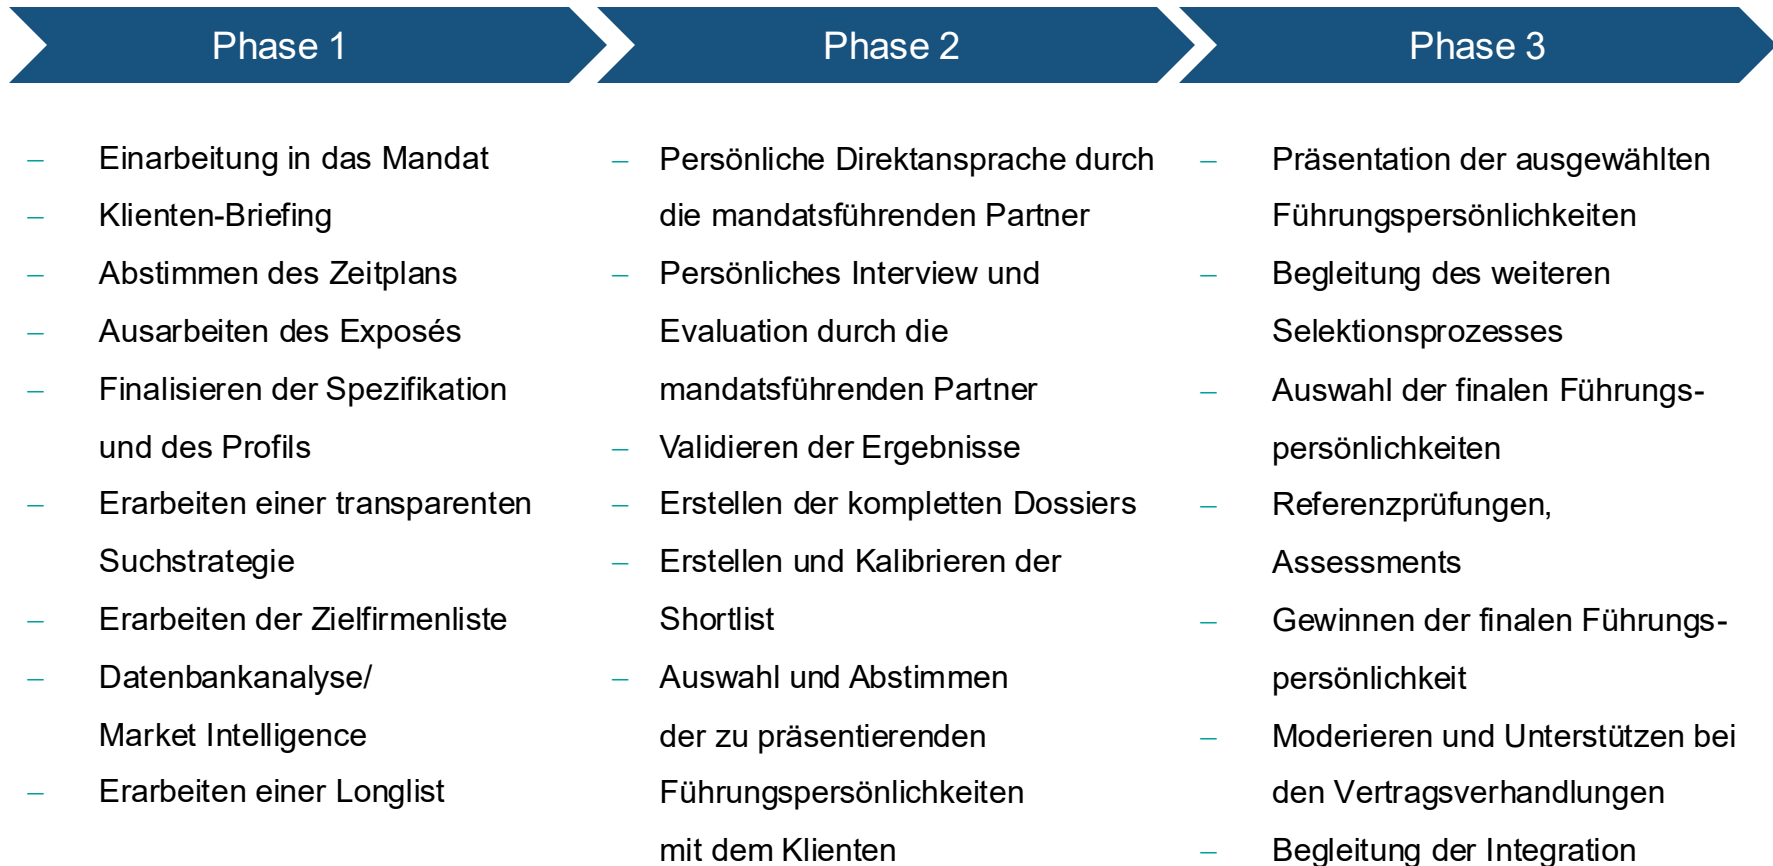 Phase 1
– Einarbeitung in das Mandat
– Klienten-Briefing
– Abstimmen des Zeitplans
– Ausarbeiten des Exposés
– Finalisieren der Spezifikation
und des Profils
– Erarbeiten einer transparenten
Suchstrategie
– Erarbeiten der Zielfirmenliste
– Datenbankanalyse/
Market Intelligence
– Erarbeiten einer Longlist
Phase 2
– Persönliche Direktansprache durch
die mandatsführenden Partner
– Persönliches Interview und
Evaluation durch die
mandatsführenden Partner
– Validieren der Ergebnisse
– Erstellen der kompletten Dossiers
– Erstellen und Kalibrieren der
Shortlist
– Auswahl und Abstimmen
der zu präsentierenden
Führungspersönlichkeiten
mit dem Klienten
Phase 3
– Präsentation der ausgewählten
Führungspersönlichkeiten
– Begleitung des weiteren
Selektionsprozesses
– Auswahl der finalen Führungs-
persönlichkeiten
– Referenzprüfungen,
Assessments
– Gewinnen der finalen Führungs-
persönlichkeit
– Moderieren und Unterstützen bei
den Vertragsverhandlungen
– Begleitung der Integration